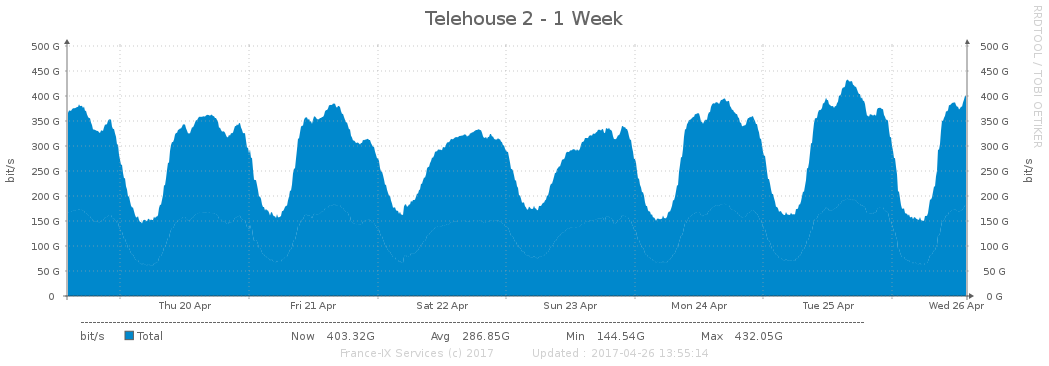 Telehouse 2 - 1 Week
RRDTOOL / TOBI OETIKER
bit/s
500 G 500 G
450 G 450 G
400 G 400 G
350 G 350 G
300 G 300 G
250 G 250 G
200 G 200 G
150 G 150 G
100 G 100 G
50 G 50 G
0 0 G
bit/s
Thu 20 Apr Fri 21 Apr Sat 22 Apr Sun 23 Apr Mon 24 Apr Tue 25 Apr Wed 26 Apr
bit/s Total Now 403.32G Avg 286.85G Min 144.54G Max 432.05G
France-IX Services (c) 2017 Updated : 2017-04-26 13:55:14